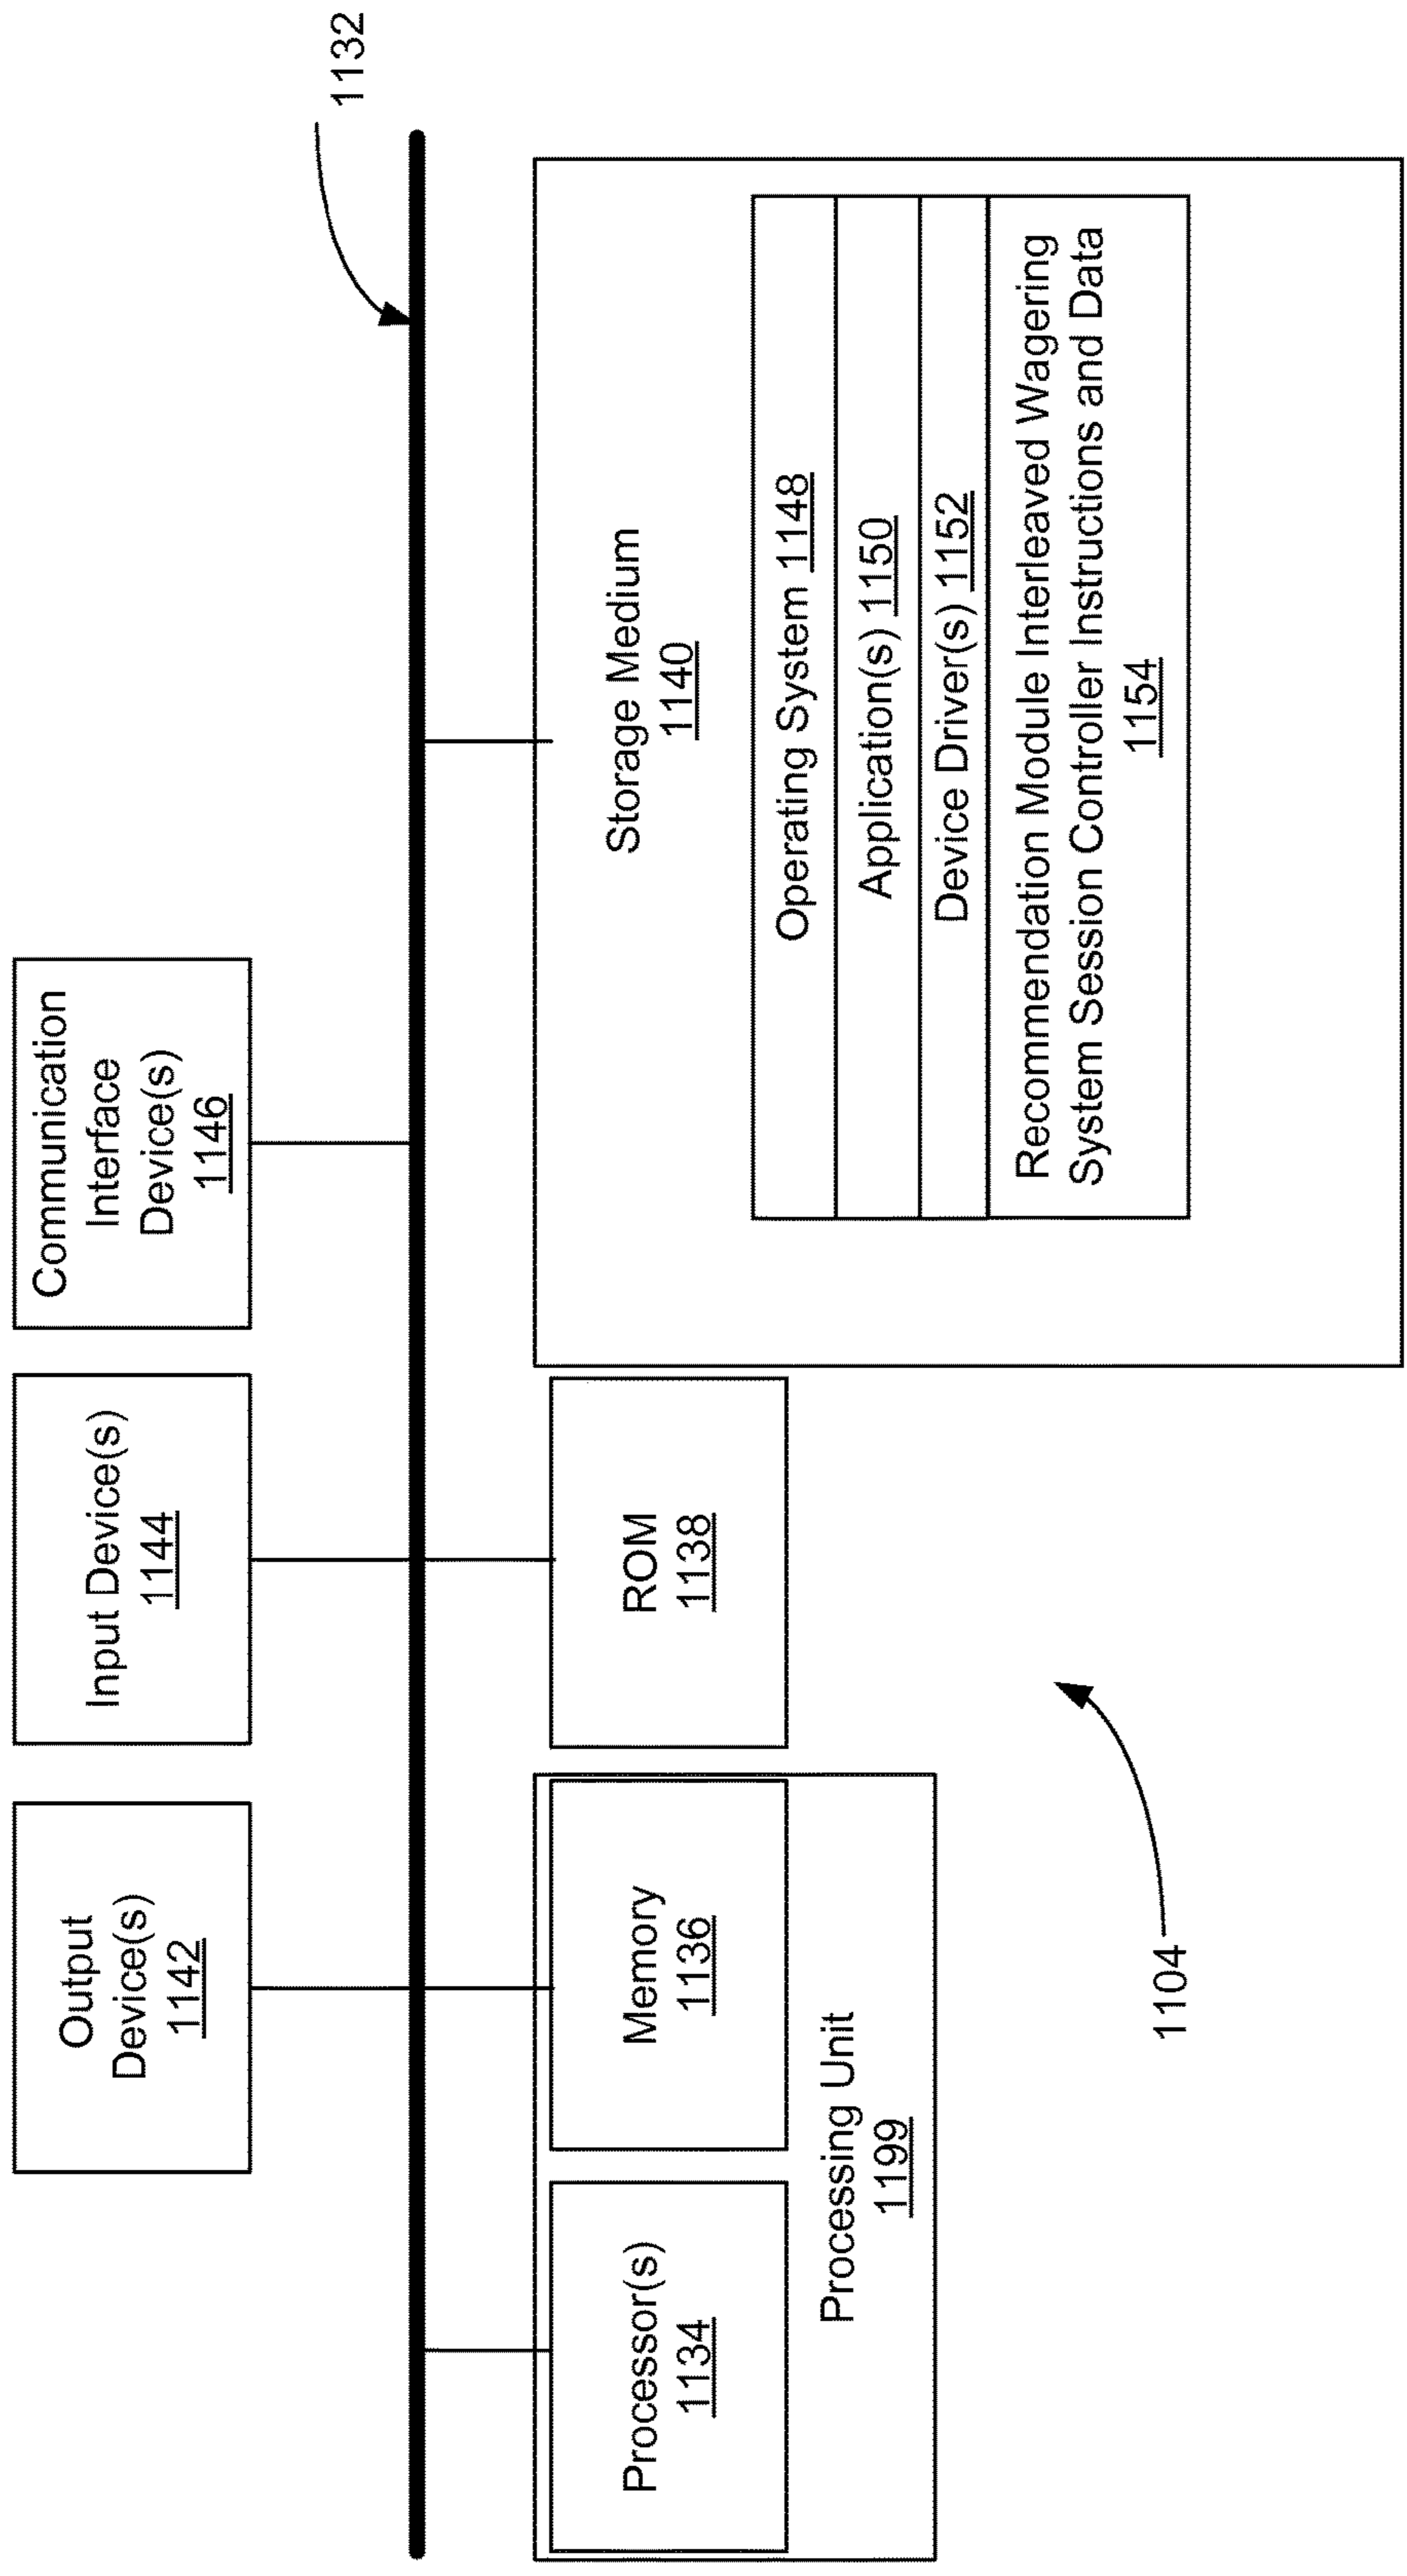 Output
Device(s)
1142
Input Device(s)
1144
Communication
Interface
Device(s)
1146
1132
Processor(s)
1134
Memory
1136
Processing Unit
1199
ROM
1138
Storage Medium
1140
Operating System 1148
Application(s) 1150
Device Driver(s) 1152
Recommendation Module Interleaved Wagering
System Session Controller Instructions and Data
1154
1104